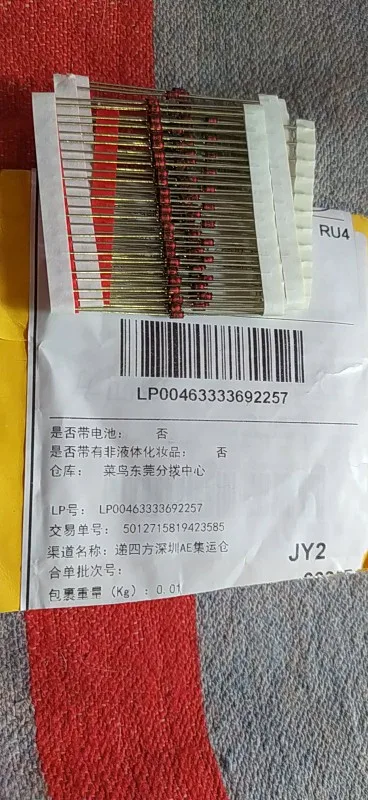 RU4
LP00463333692257
是否带电池： 否
是否带有非液体化妆品： 否
仓库： 菜鸟东莞分拨中心
LP号： LP00463333692257
交易单号： 5012715819423585
渠道名称：递四方深圳AE集运仓
JY2
合单批次号：
包裹重量（Kg）：0.01